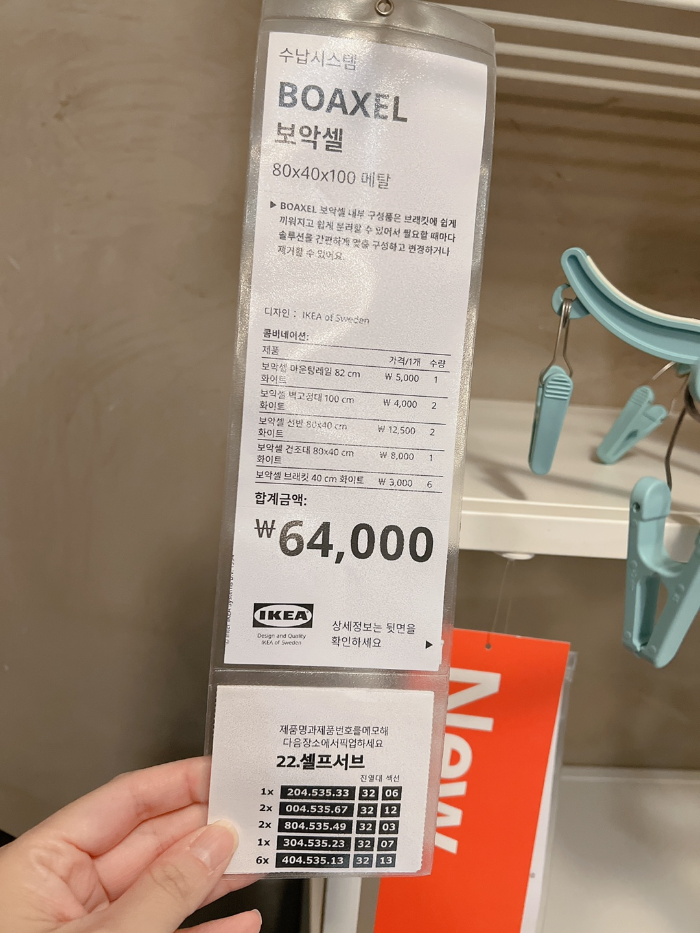 수납시스템
BOAXEL
보악셀
80x40x100 메탈
▶ BOAXEL 보악셀 내부 구성품은 브래킷에 쉽게
끼워지고 쉽게 분리할 수 있어서 필요할 때마다
솔루션을 간편하게 맞춤 구성하고 변경하거나
제거할 수 있어요.
디자인: IKEA of Sweden
콤비네이션:
제품 가격/1개 수량
보악셀 마운팅레일 82 cm ₩ 5,000 1
화이트
보악셀 벽고정대 100 cm ₩ 4,000 2
화이트
보악셀 선반 80x40 cm ₩ 12,500 2
화이트
보악셀 건조대 80x40 cm ₩ 8,000 1
화이트
보악셀 브래킷 40 cm 화이트 ₩ 3,000 6
합계금액:
₩64,000
IKEA
Design and Quality
IKEA of Sweden
상세정보는 뒷면을
확인하세요 ▶
제품명과제품번호를메모해
다음장소에서픽업하세요
22.셀프서브
진열대 섹션
1x 204.535.33 32 06
2x 004.535.67 32 12
2x 804.535.49 32 03
1x 304.535.23 32 07
6x 404.535.13 32 13
New